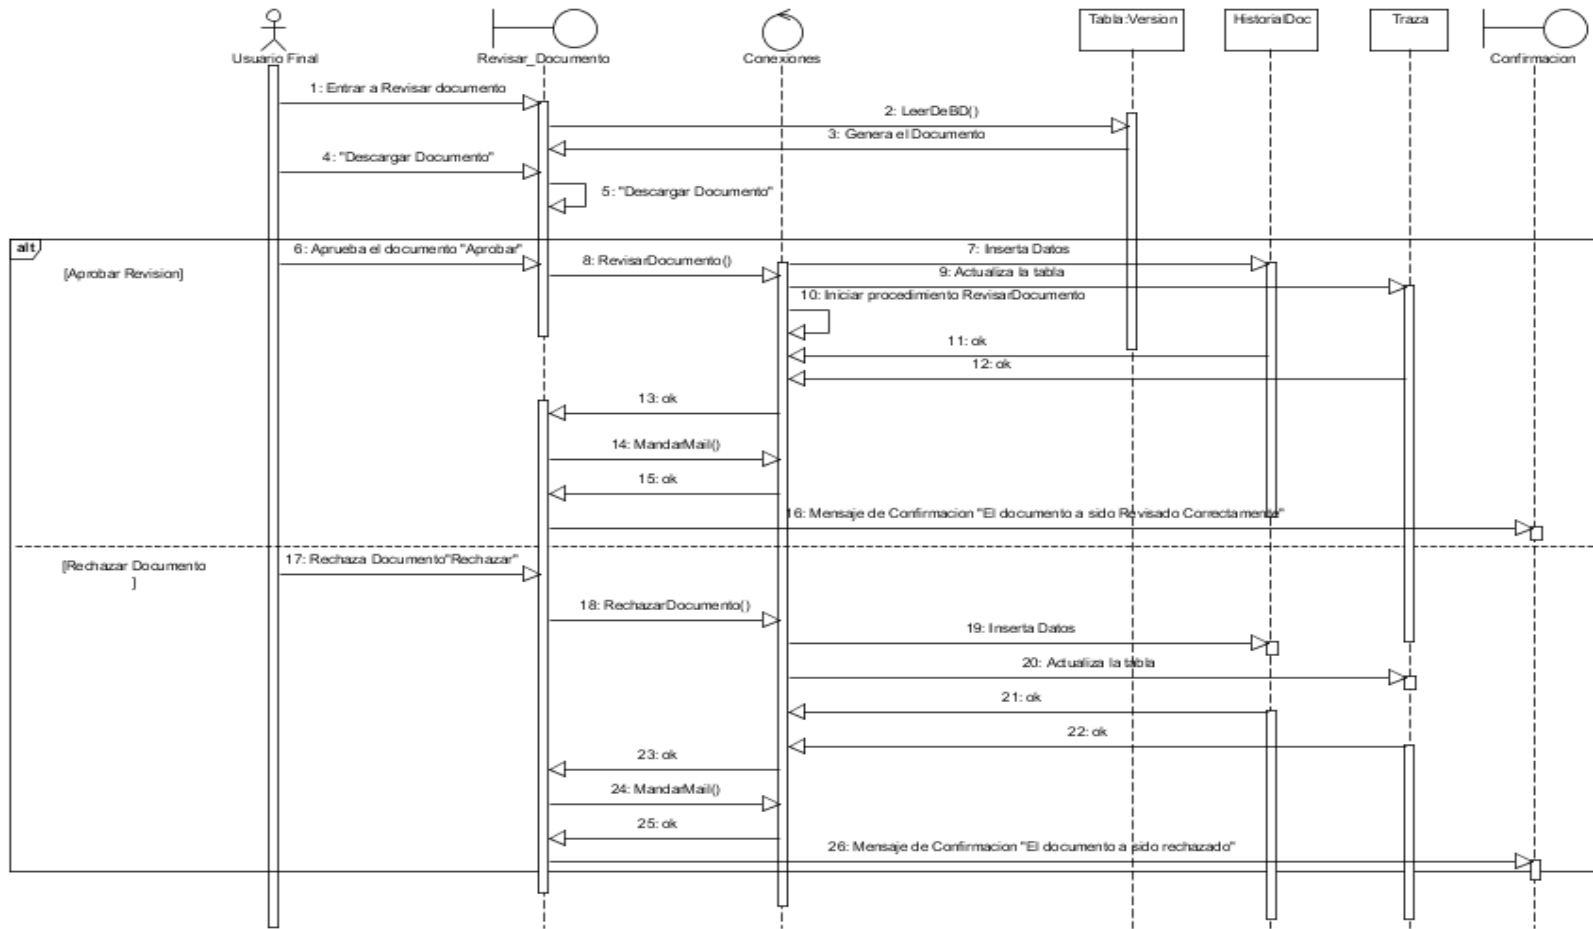 Usuario Final
Revisar_Documento
Conexiones
Tabla:Version
HistorialDoc
Traza
Confirmacion
1: Entrar a Revisar documento
2: LeerDeBD()
3: Genera el Documento
4: "Descargar Documento"
5: "Descargar Documento"
alt
[Aprobar Revision]
6: Aprueba el documento "Aprobar"
7: Inserta Datos
8: RevisarDocumento()
9: Actualiza la tabla
10: Iniciar procedimiento RevisarDocumento
11: ok
12: ok
13: ok
14: MandarMail()
15: ok
16: Mensaje de Confirmacion "El documento a sido Revisado Correctamente"
[Rechazar Documento
]
17: Rechaza Documento"Rechazar"
18: RechazarDocumento()
19: Inserta Datos
20: Actualiza la tabla
21: ok
22: ok
23: ok
24: MandarMail()
25: ok
26: Mensaje de Confirmacion "El documento a sido rechazado"